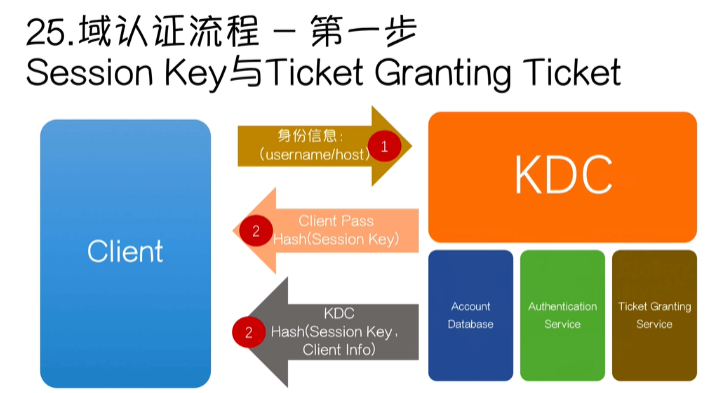 25.域认证流程 - 第一步
Session Key与Ticket Granting Ticket
身份信息：
（username/host）
1
KDC
Client
2
Client Pass
Hash(Session Key)
2
KDC
Hash(Session Key，
Client Info)
Account
Database
Authentication
Service
Ticket Granting
Service